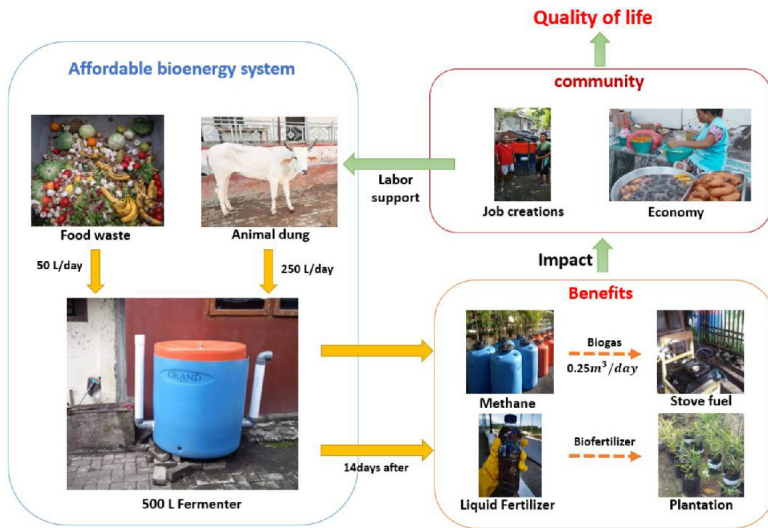 Quality of life
Affordable bioenergy system
community
Food waste
Animal dung
Labor
support
Job creations
Economy
50 L/day
250 L/day
Impact
Benefits
GRAND
Biogas
0.25m³/day
Methane
Stove fuel
Biofertilizer
14days after
500 L Fermenter
Liquid Fertilizer
Plantation